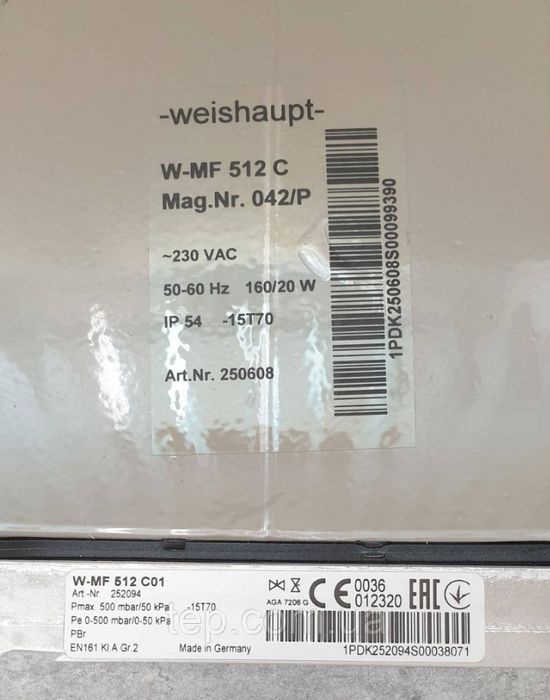 -weishaupt-
W-MF 512 C
Mag.Nr. 042/P
~230 VAC
50-60 Hz 160/20 W
IP 54 -15T70
Art.Nr. 250608
1PDK250608S00099390
W-MF 512 C01
Art-Nr 252094
Pmax 500 mbar/50 kPa -15T70
Pe 0-500 mbar/0-50 kPa
PBr
EN161 Kl.A Gr.2 Made in Germany
AGA 7206 G
CE 0036
012320
EAC
1PDK252094S00038071